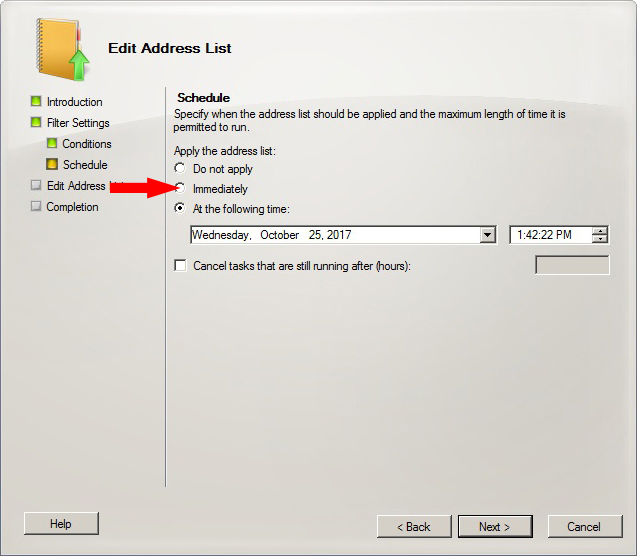 Edit Address List
Introduction
Filter Settings
Conditions
Schedule
Edit Address
Completion
Schedule
Specify when the address list should be applied and the maximum length of time it is
permitted to run.
Apply the address list:
Do not apply
Immediately
At the following time:
Wednesday, October 25, 2017
1:42:22 PM
Cancel tasks that are still running after (hours):
Help
< Back
Next >
Cancel